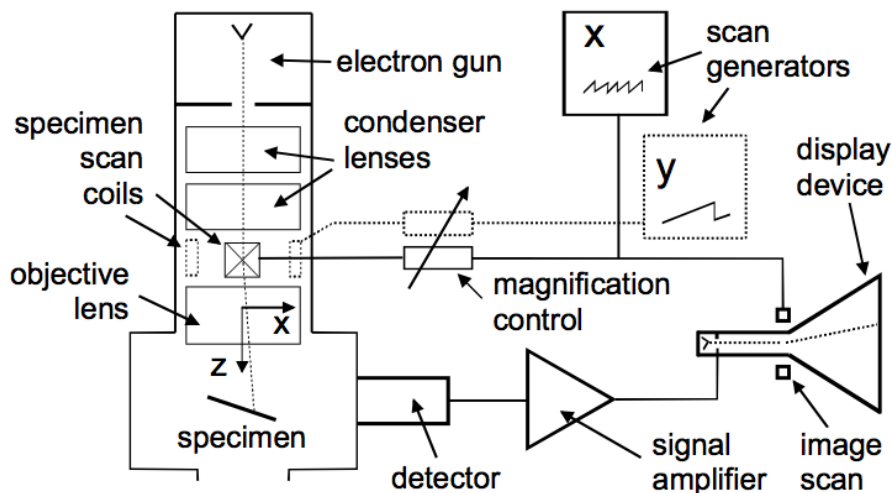 electron gun
specimen
scan
coils
condenser
lenses
objective
lens
x
z
specimen
detector
x
scan
generators
y
display
device
magnification
control
signal
amplifier
image
scan